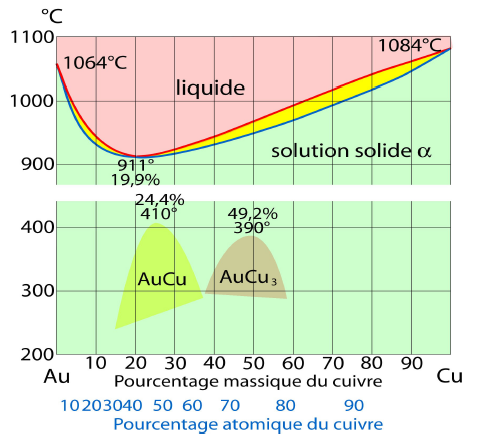 °C
1100
1084°C
1064°C
liquide
1000
solution solide α
900
911°
19,9%
24,4%
410°
49,2%
390°
400
AuCu
AuCu₃
300
200
10 20 30 40 50 60 70 80 90
Au Cu
Pourcentage massique du cuivre
10 20 30 40 50 60 70 80 90
Pourcentage atomique du cuivre